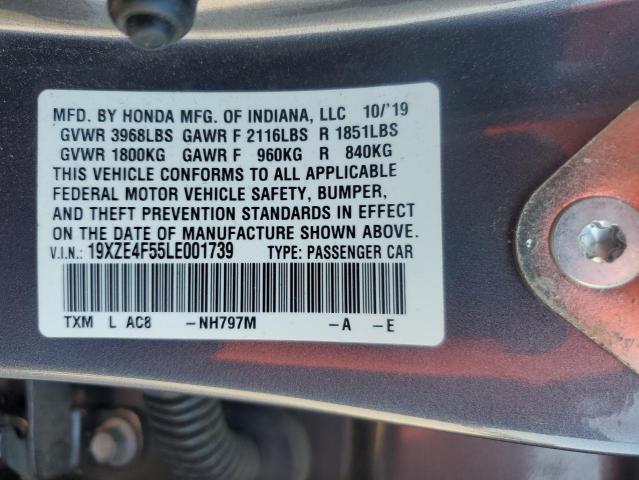 MFD. BY HONDA MFG. OF INDIANA, LLC 10/'19
GVWR 3968LBS GAWR F 2116LBS R 1851LBS
GVWR 1800KG GAWR F 960KG R 840KG
THIS VEHICLE CONFORMS TO ALL APPLICABLE
FEDERAL MOTOR VEHICLE SAFETY, BUMPER,
AND THEFT PREVENTION STANDARDS IN EFFECT
ON THE DATE OF MANUFACTURE SHOWN ABOVE.
V.I.N.: 19XZE4F55LE001739 TYPE: PASSENGER CAR
TXM L AC8 -NH797M -A -E